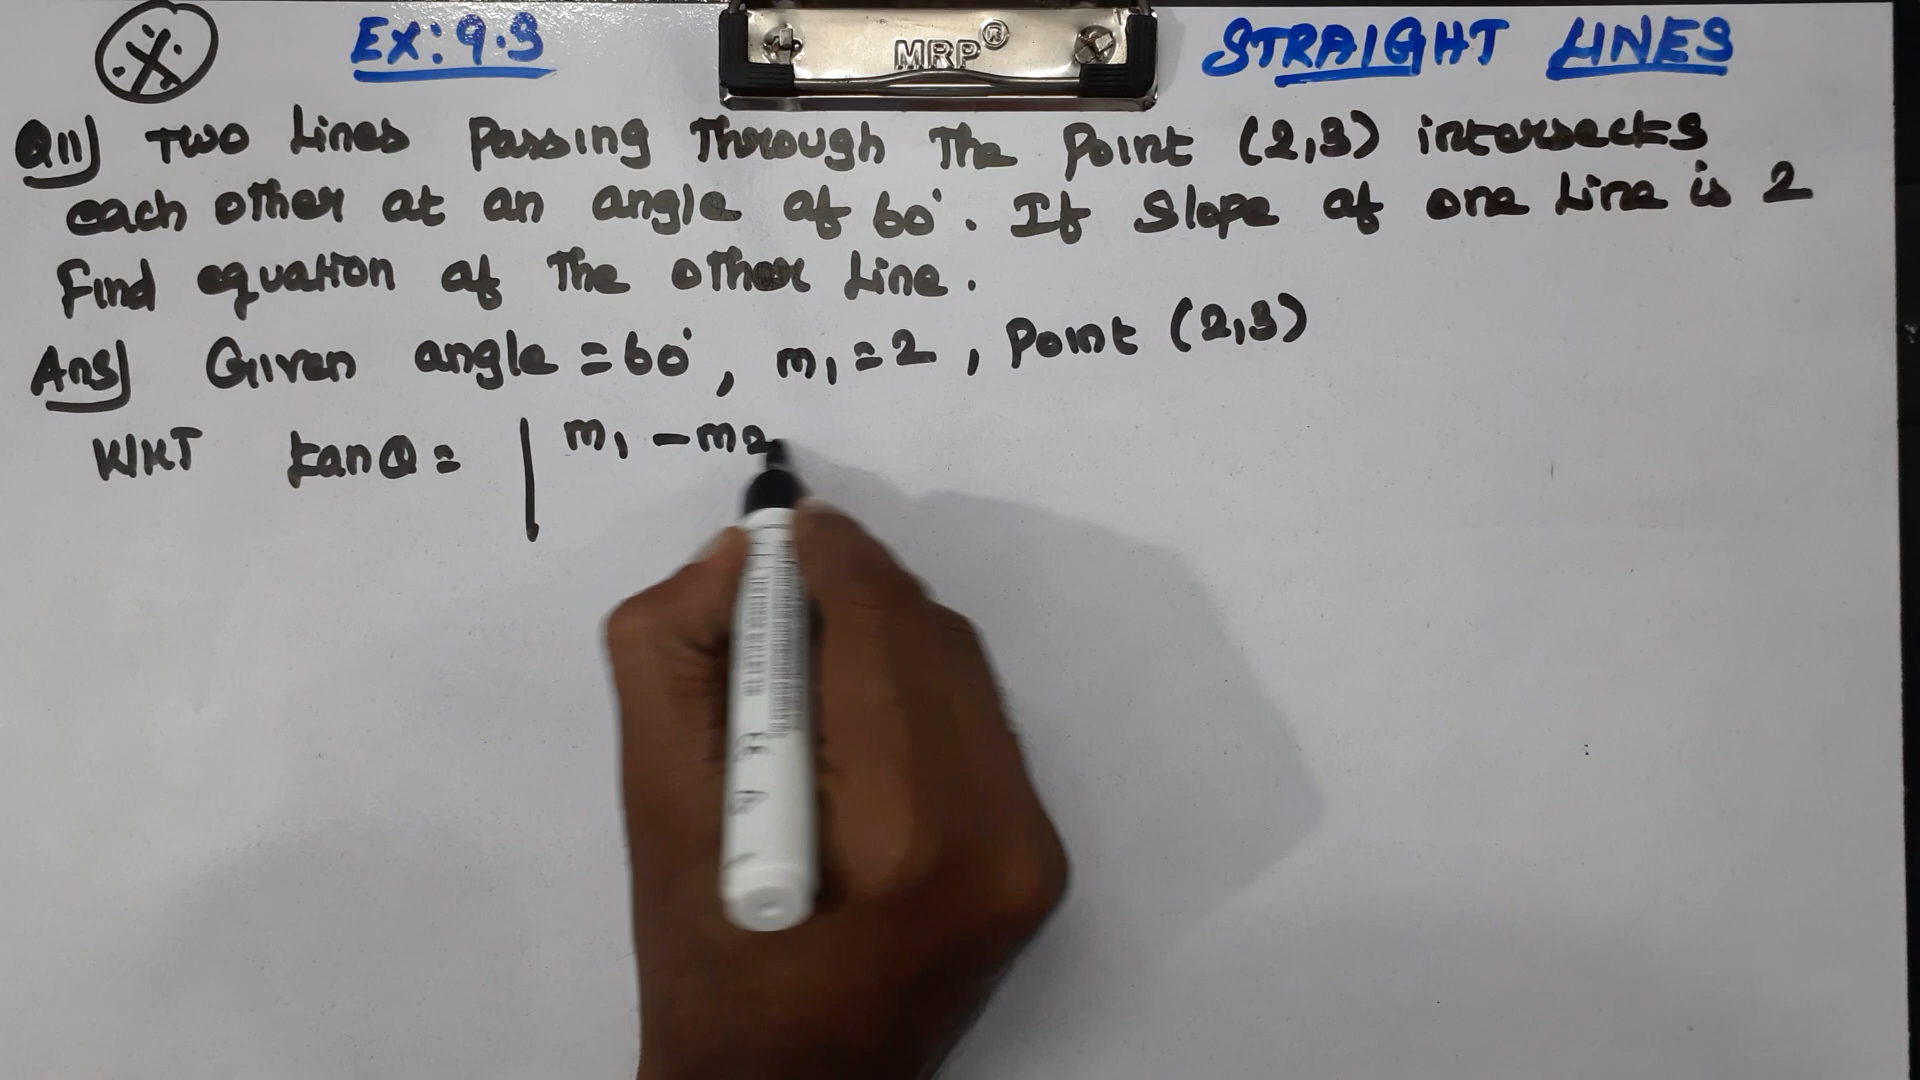 Ex: 9.3
MRP®
STRAIGHT LINES
Q11) Two Lines Passing Through The Point (2,3) intersects
each other at an angle of 60°. If Slope of one Line is 2
Find equation of The other Line.
Ans) Given angle = 60°, m₁ = 2, Point (2,3)
WKT tanθ = | m₁ - m₂
CE